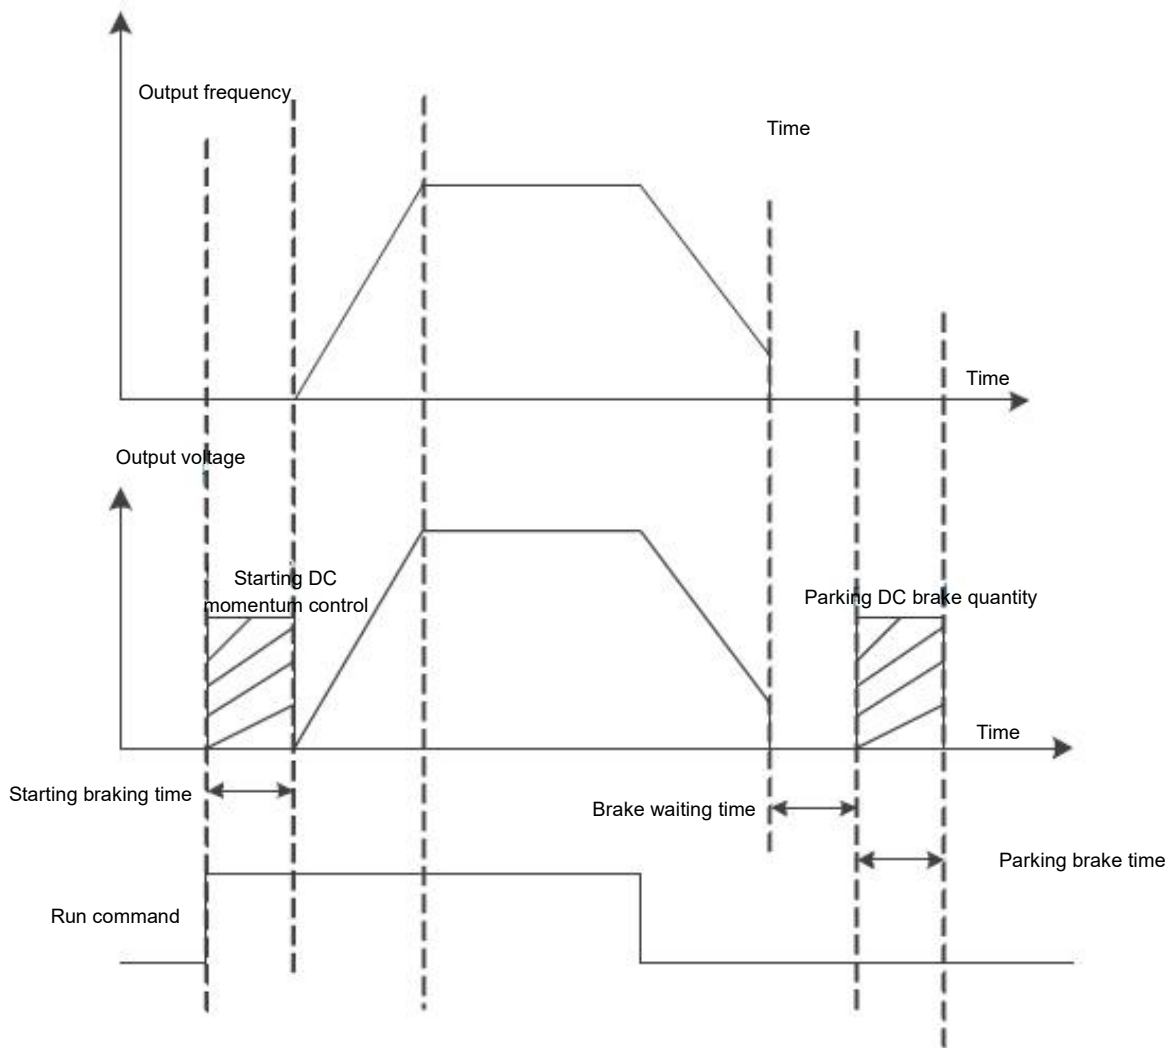 Output frequency
Time
Time
Output voltage
Starting DC
momentum control
Parking DC brake quantity
Time
Starting braking time
Brake waiting time
Parking brake time
Run command